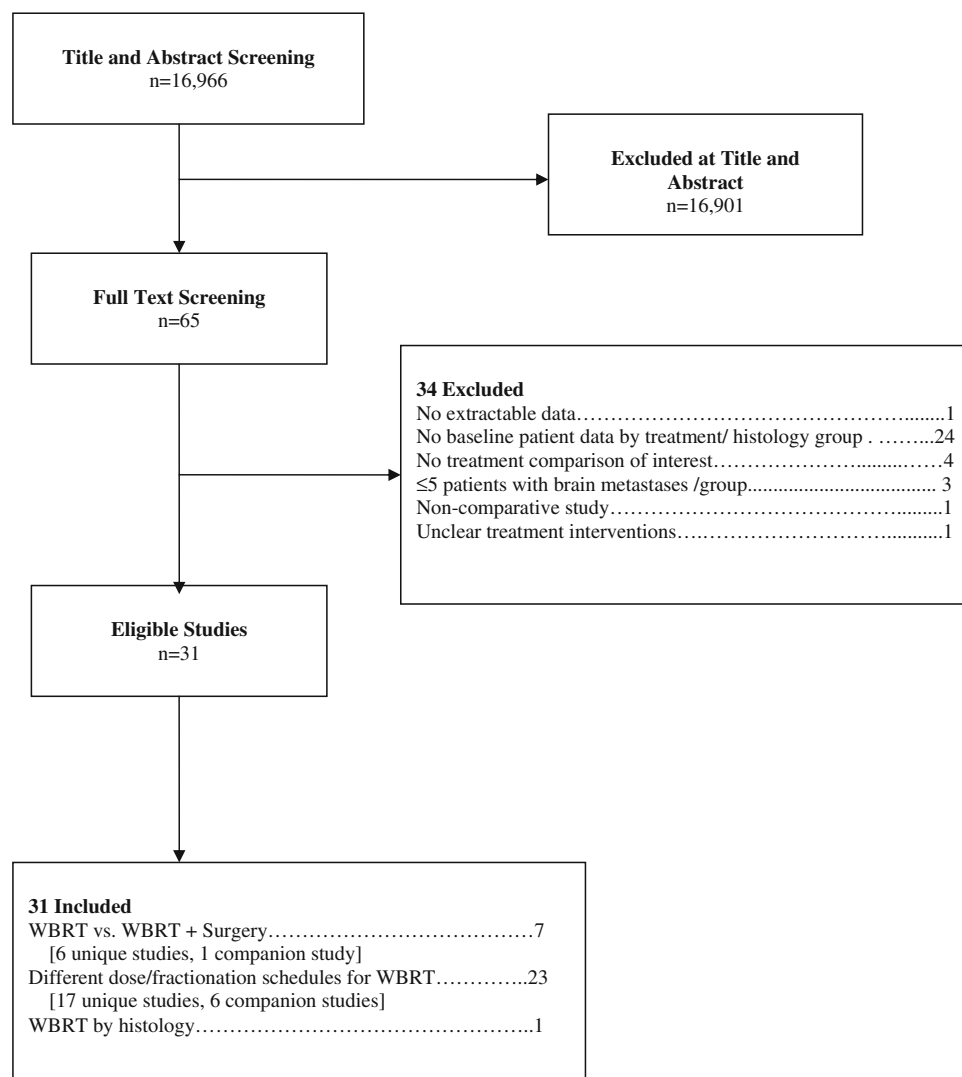 Title and Abstract Screening
n=16,966
Excluded at Title and
Abstract
n=16,901
Full Text Screening
n=65
34 Excluded
No extractable data……………………………………........1
No baseline patient data by treatment/ histology group . ……...24
No treatment comparison of interest…………………........……4
≤5 patients with brain metastases /group.................................... 3
Non-comparative study……………………………….........1
Unclear treatment interventions….……………………...........1
Eligible Studies
n=31
31 Included
WBRT vs. WBRT + Surgery………………………………7
[6 unique studies, 1 companion study]
Different dose/fractionation schedules for WBRT…………..23
[17 unique studies, 6 companion studies]
WBRT by histology…………………………………………..1